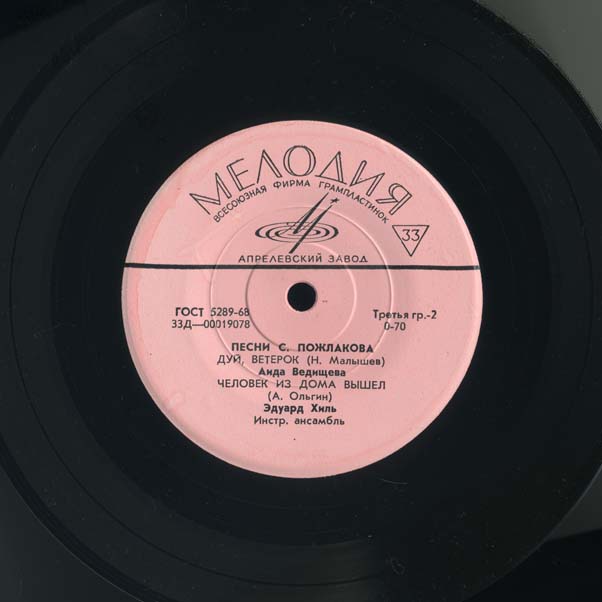 МЕЛОДИЯ
ВСЕСОЮЗНАЯ ФИРМА ГРАМПЛАСТИНОК
33
АПРЕЛЕВСКИЙ ЗАВОД
ГОСТ 5289-68
33Д—00019078
Третья гр.-2
0-70
ПЕСНИ С. ПОЖЛАКОВА
ДУЙ, ВЕТЕРОК (Н. Малышев)
Аида Ведищева
ЧЕЛОВЕК ИЗ ДОМА ВЫШЕЛ
(А. Ольгин)
Эдуард Хиль
Инстр. ансамбль